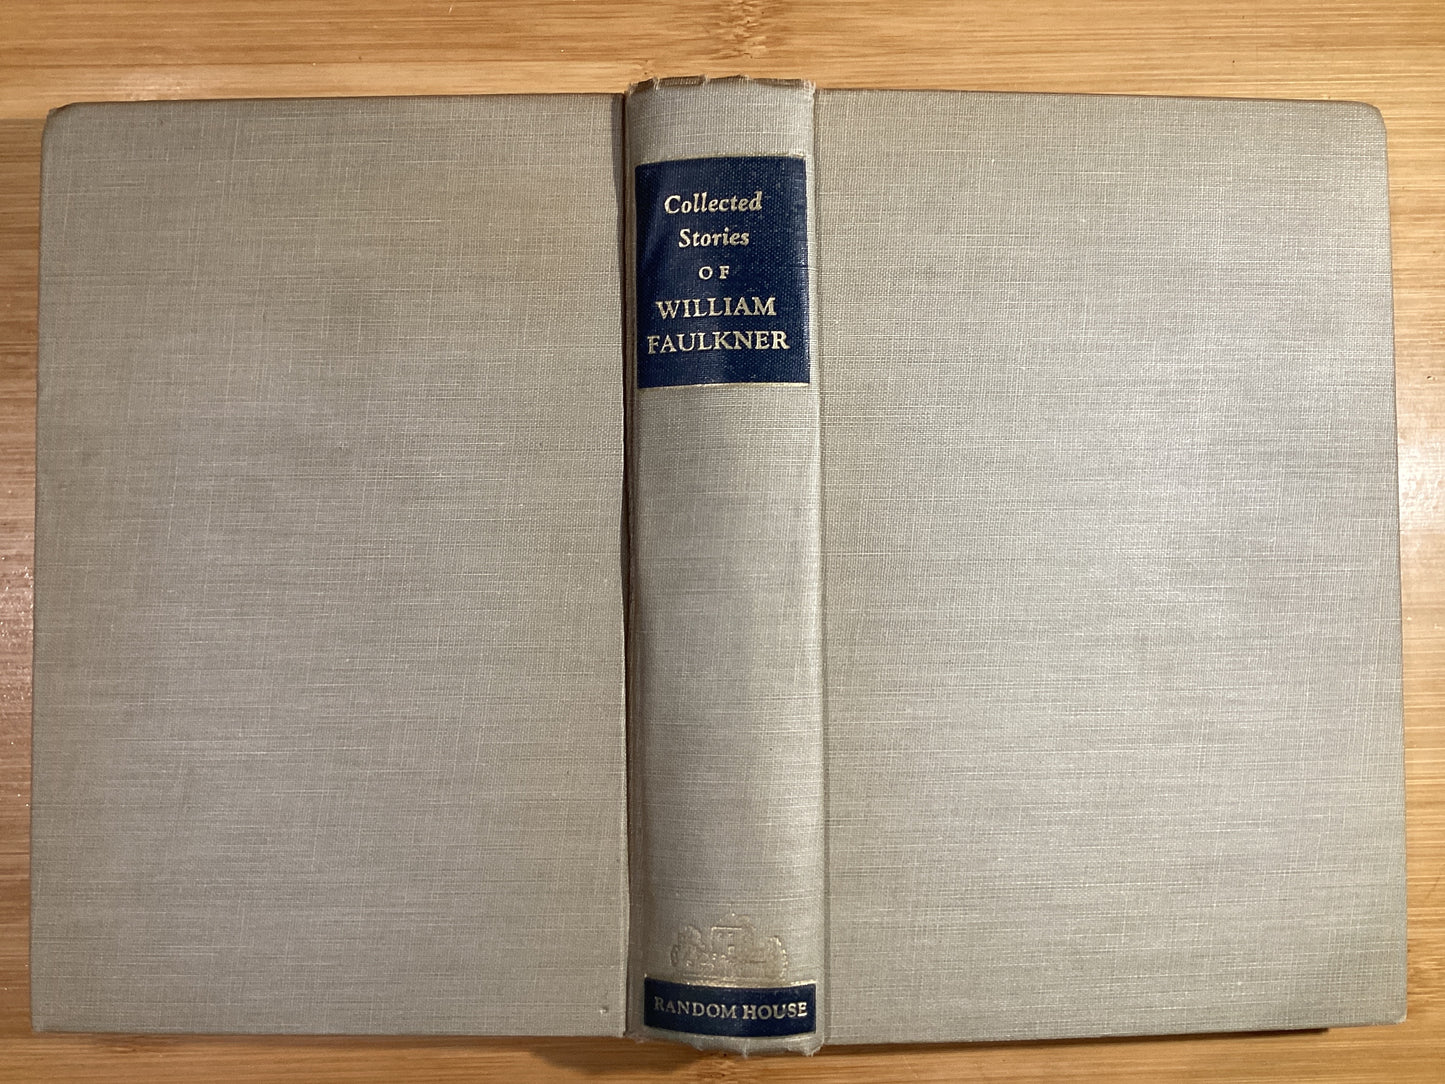 Collected
Stories
OF
WILLIAM
FAULKNER
RANDOM HOUSE